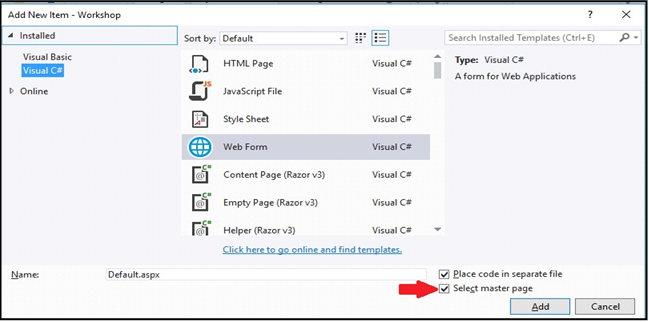 Add New Item - Workshop
? X
Installed
Sort by: Default
Search Installed Templates (Ctrl+E)
Visual Basic
Visual C#
Online
HTML Page Visual C#
JavaScript File Visual C#
Style Sheet Visual C#
Web Form Visual C#
Content Page (Razor v3) Visual C#
Empty Page (Razor v3) Visual C#
Helper (Razor v3) Visual C#
Type: Visual C#
A form for Web Applications
Click here to go online and find templates.
Name: Default.aspx
Place code in separate file
Select master page
Add Cancel